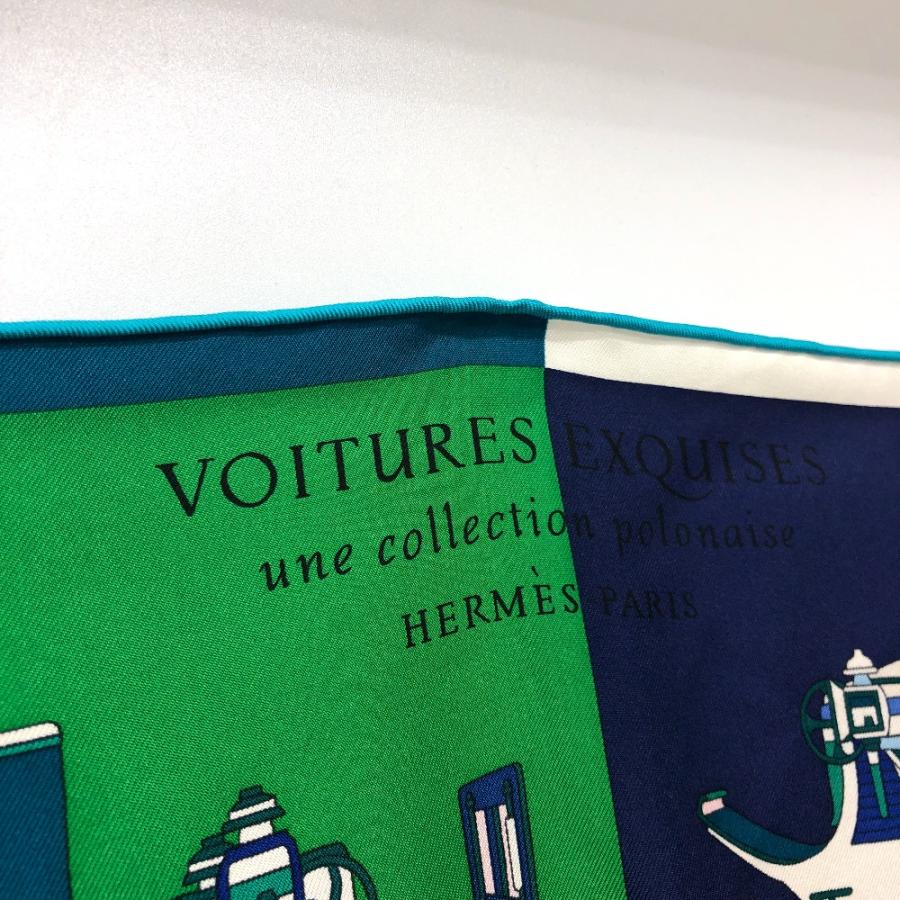 VOITURES EXQUISES
une collection polonaise
HERMÈS-PARIS